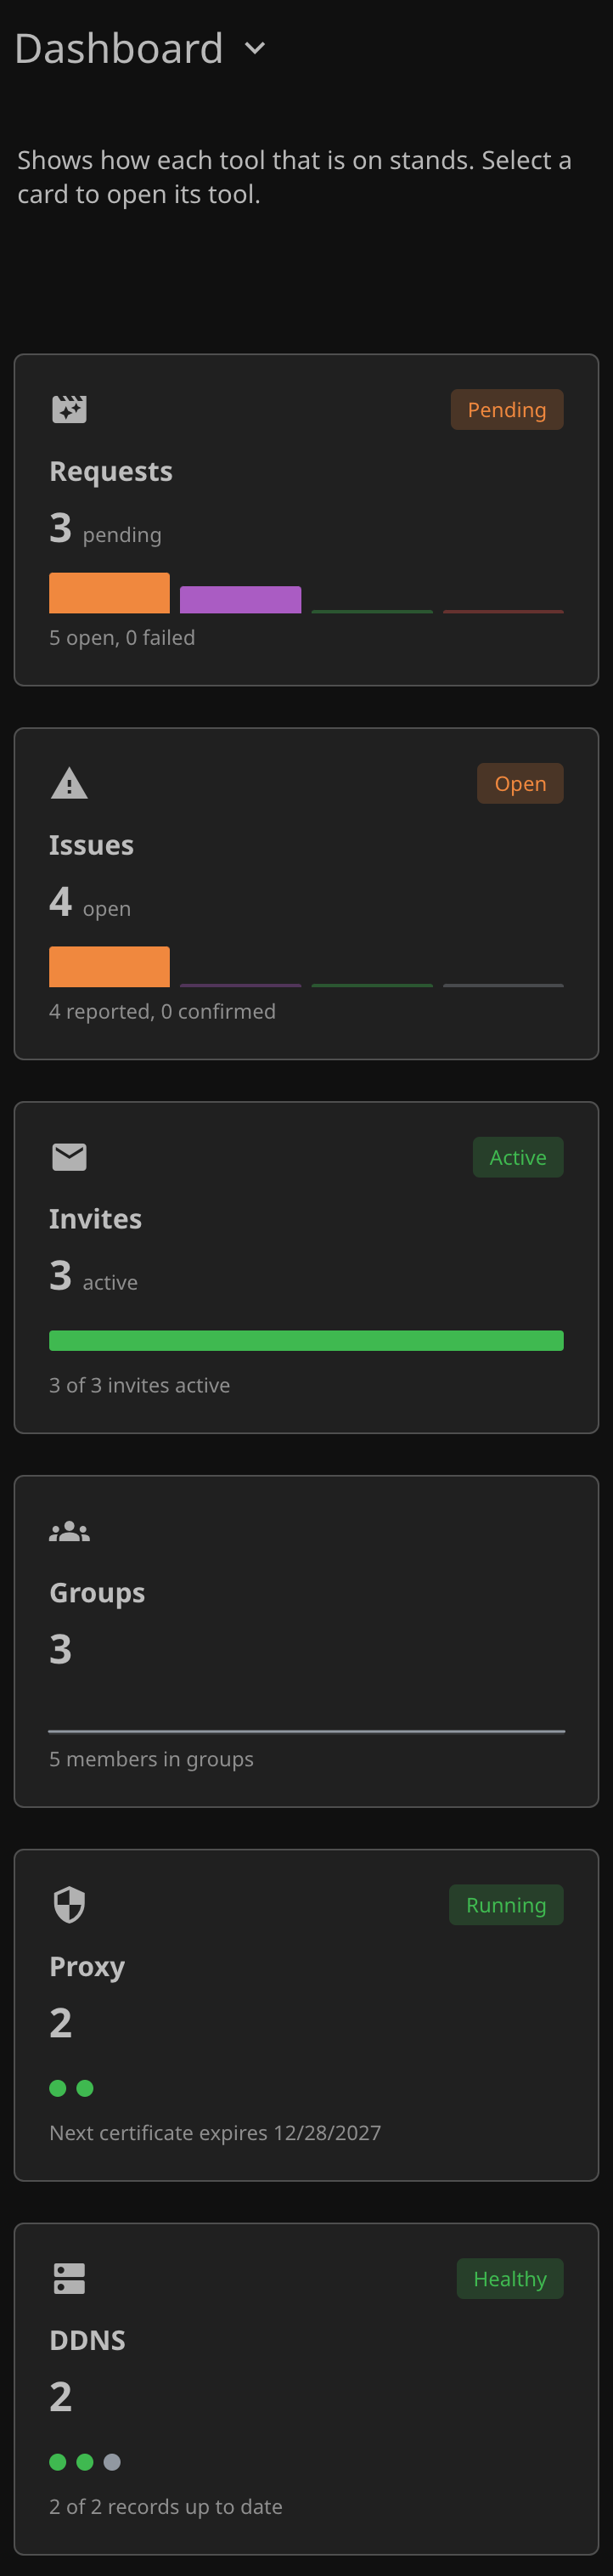 Dashboard
Shows how each tool that is on stands. Select a
card to open its tool.
Pending
Requests
3 pending
5 open, 0 failed
Open
Issues
4 open
4 reported, 0 confirmed
Active
Invites
3 active
3 of 3 invites active
Groups
3
5 members in groups
Running
Proxy
2
Next certificate expires 12/28/2027
Healthy
DDNS
2
2 of 2 records up to date